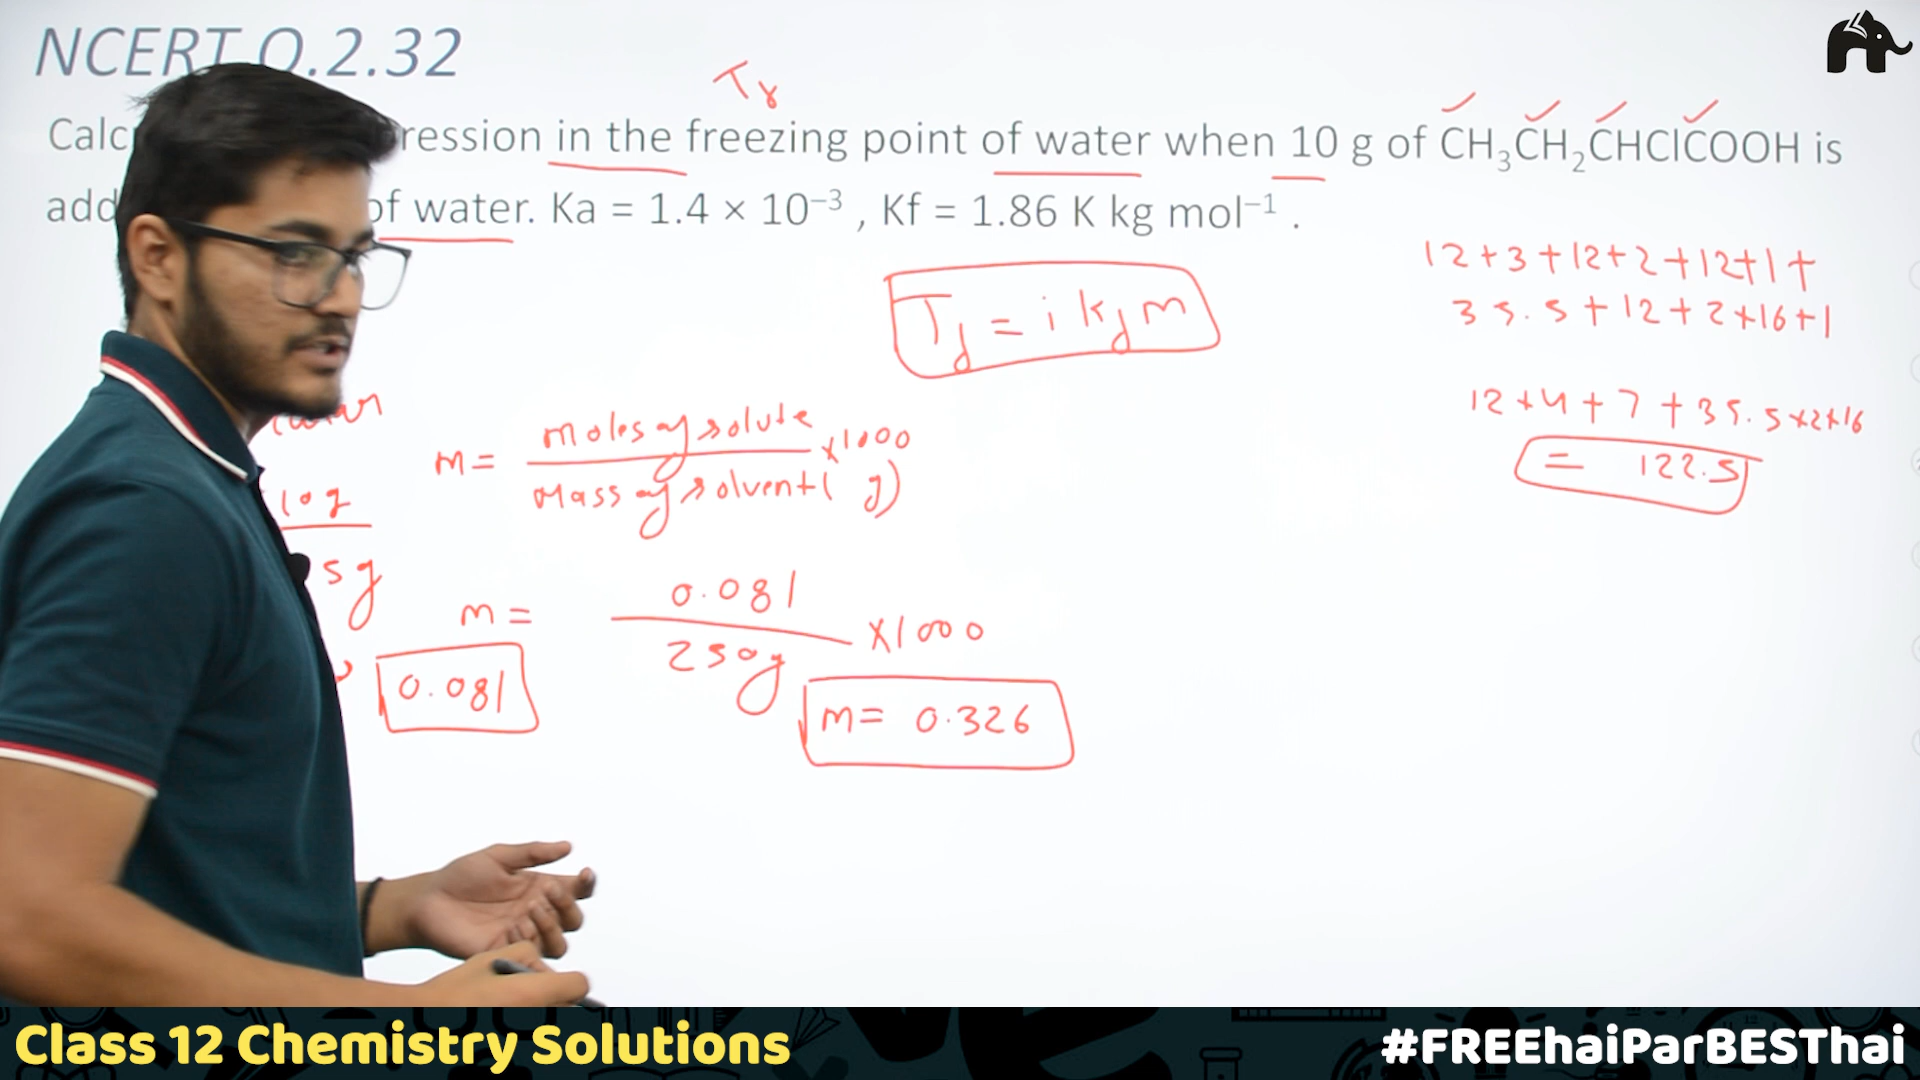 NCERT Q.2.32
Tf
Calc ression in the freezing point of water when 10 g of CH₃CH₂CHClCOOH is
add of water. Ka = 1.4 × 10⁻³ , Kf = 1.86 K kg mol⁻¹ .
12+3+12+2+12+1+
35.5+12+2×16+1
Tf = i kf m
12+4+7+35.5×2×16
= 122.5
m = moles of solute ×1000
mass of solvent( g)
10g
5g
m = 0.081 ×1000
250g
0.081
m= 0.326
Class 12 Chemistry Solutions
#FREEhaiParBESThai